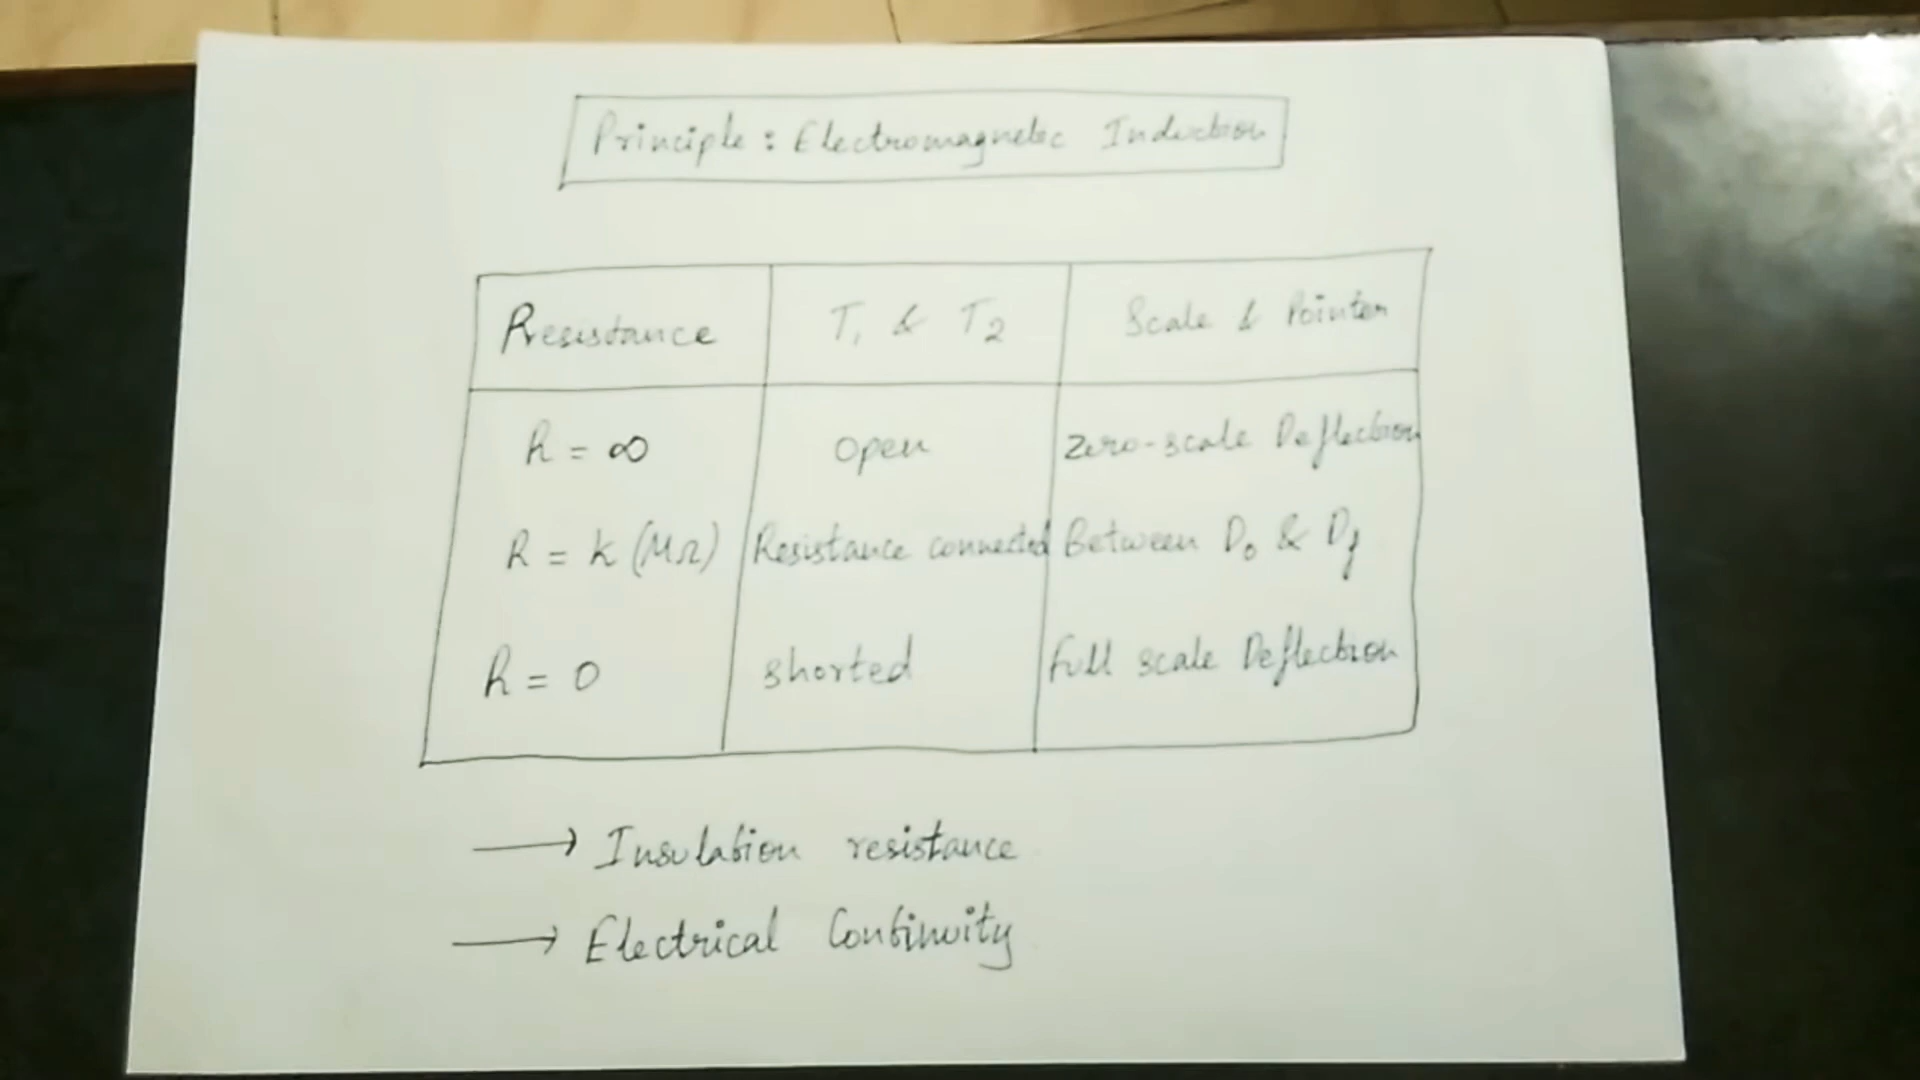 Principle : Electromagnetic Induction
Resistance T1 & T2 Scale & Pointer
R = ∞ open Zero-scale Deflection
R = k (MΩ) Resistance connected Between D0 & Df
R = 0 shorted Full scale Deflection
→ Insulation resistance
→ Electrical Continuity